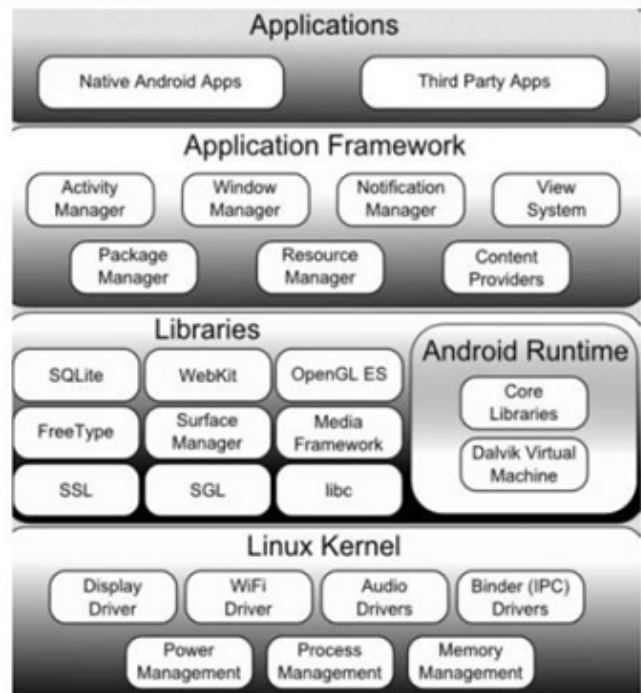 Applications
Native Android Apps
Third Party Apps
Application Framework
Activity
Manager
Window
Manager
Notification
Manager
View
System
Package
Manager
Resource
Manager
Content
Providers
Libraries
SQLite
WebKit
OpenGL ES
FreeType
Surface
Manager
Media
Framework
SSL
SGL
libc
Android Runtime
Core
Libraries
Dalvik Virtual
Machine
Linux Kernel
Display
Driver
WiFi
Driver
Audio
Drivers
Binder (IPC)
Drivers
Power
Management
Process
Management
Memory
Management